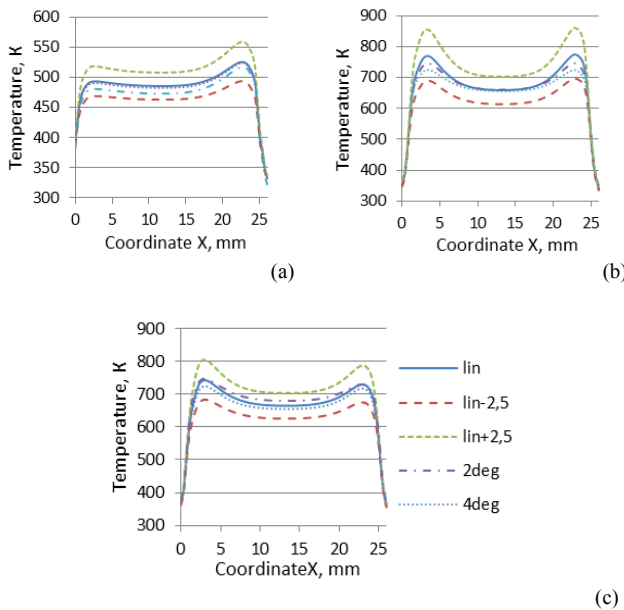 Temperature, K
550
500
450
400
350
300
0 5 10 15 20 25
Coordinate X, mm
(a)
Temperature, K
900
800
700
600
500
400
300
0 5 10 15 20 25
Coordinate X, mm
(b)
Temperature, K
900
800
700
600
500
400
300
0 5 10 15 20 25
CoordinateX, mm
lin
lin-2,5
lin+2,5
2deg
4deg
(c)